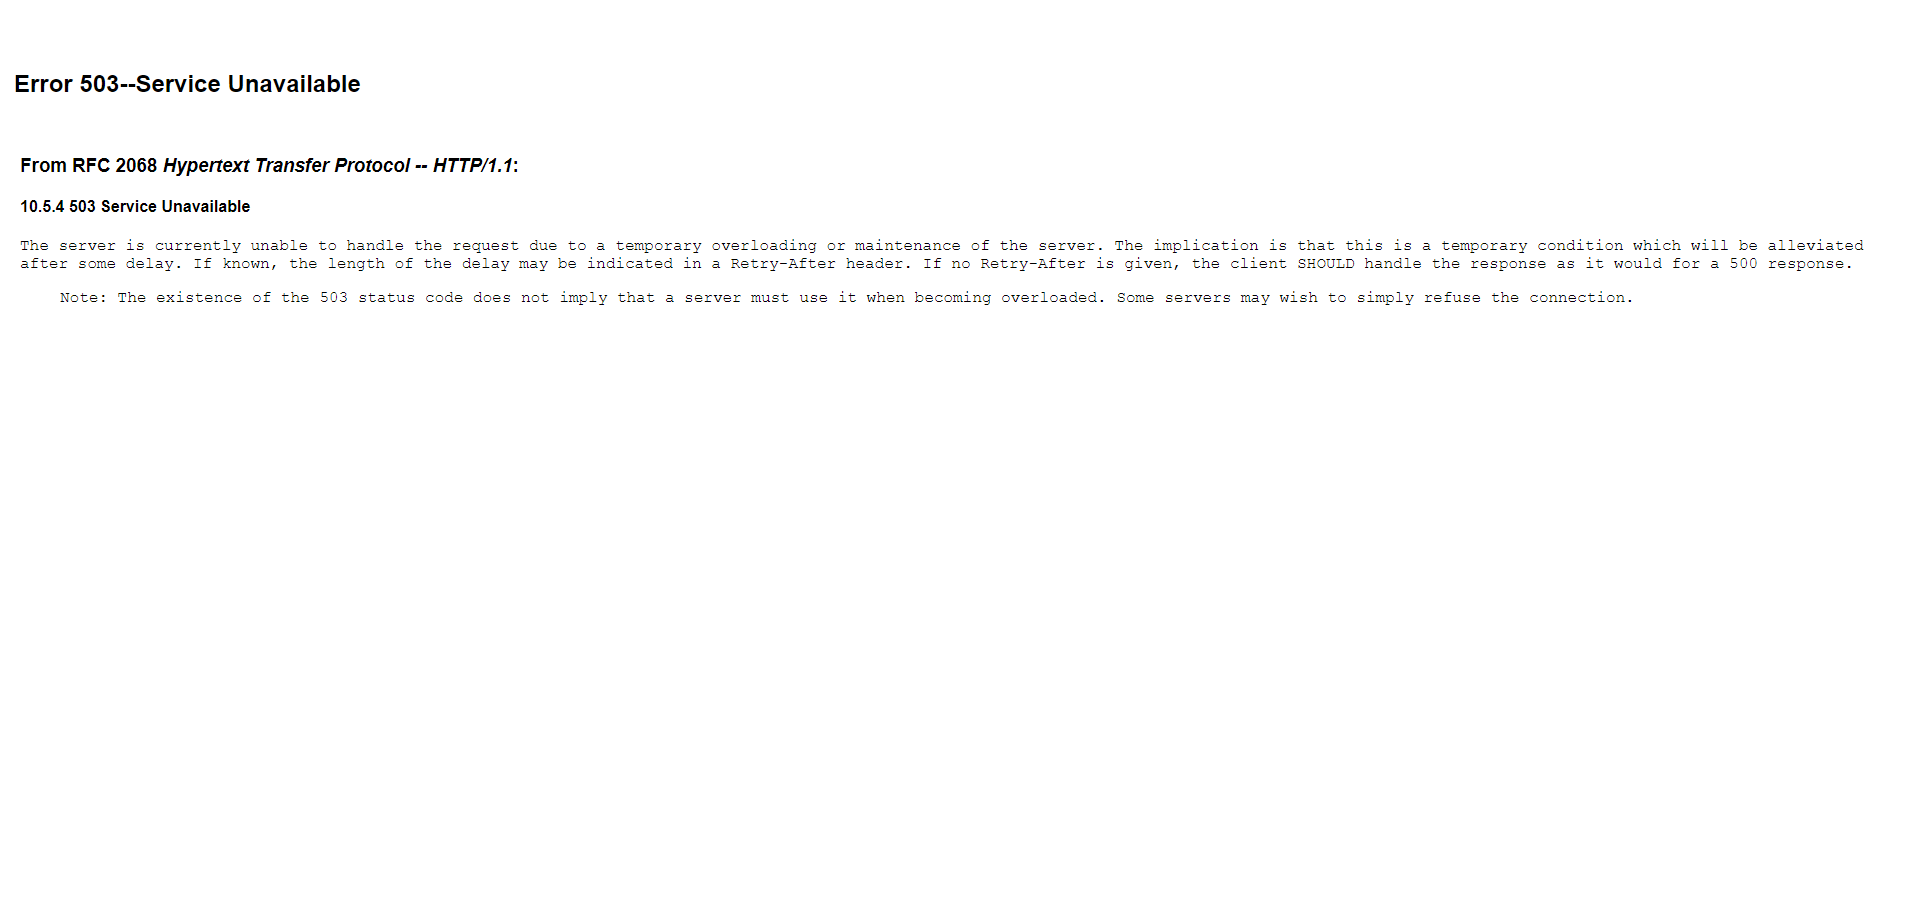 Error 503--Service Unavailable
From RFC 2068 Hypertext Transfer Protocol -- HTTP/1.1:
10.5.4 503 Service Unavailable
The server is currently unable to handle the request due to a temporary overloading or maintenance of the server. The implication is that this is a temporary condition which will be alleviated
after some delay. If known, the length of the delay may be indicated in a Retry-After header. If no Retry-After is given, the client SHOULD handle the response as it would for a 500 response.
Note: The existence of the 503 status code does not imply that a server must use it when becoming overloaded. Some servers may wish to simply refuse the connection.